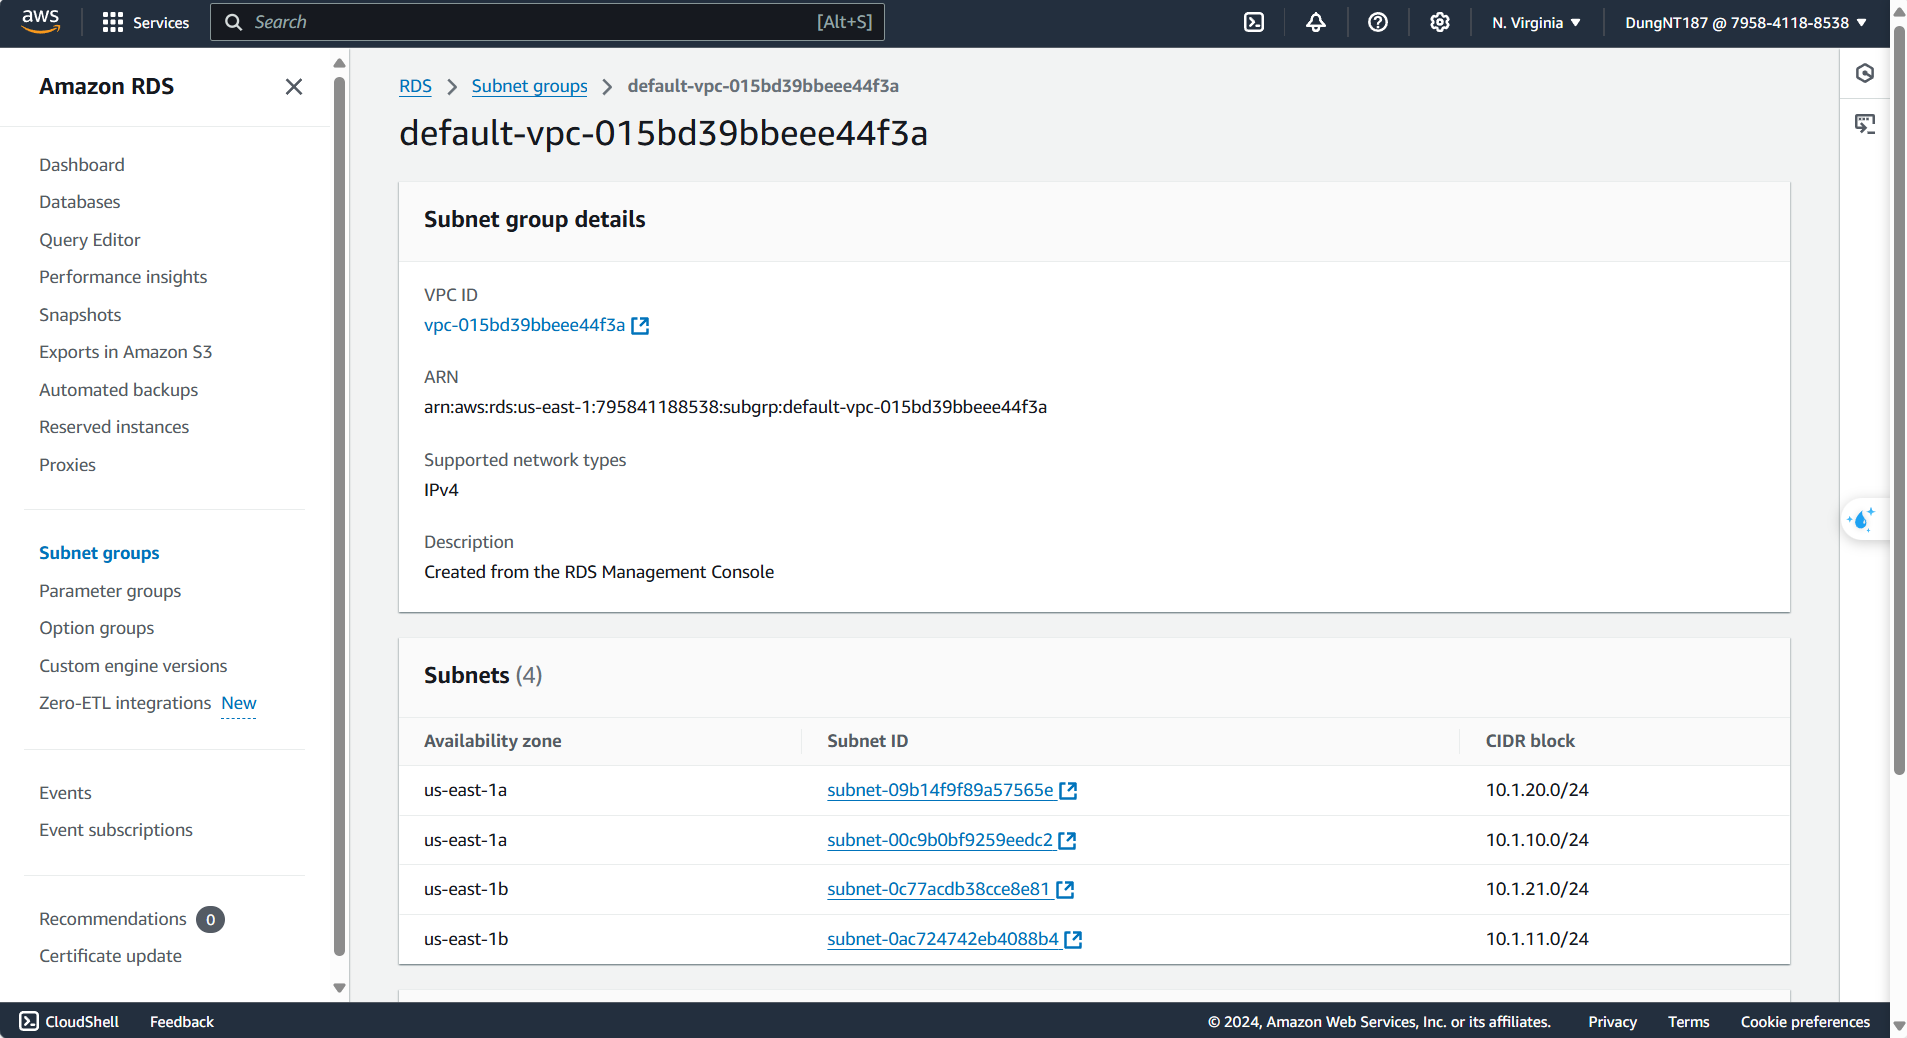 aws
Services
Search
[Alt+S]
N. Virginia
DungNT187 @ 7958-4118-8538
Amazon RDS
Dashboard
Databases
Query Editor
Performance insights
Snapshots
Exports in Amazon S3
Automated backups
Reserved instances
Proxies
Subnet groups
Parameter groups
Option groups
Custom engine versions
Zero-ETL integrations New
Events
Event subscriptions
Recommendations 0
Certificate update
RDS > Subnet groups > default-vpc-015bd39bbeee44f3a
default-vpc-015bd39bbeee44f3a
Subnet group details
VPC ID
vpc-015bd39bbeee44f3a
ARN
arn:aws:rds:us-east-1:795841188538:subgrp:default-vpc-015bd39bbeee44f3a
Supported network types
IPv4
Description
Created from the RDS Management Console
Subnets (4)
Availability zone Subnet ID CIDR block
us-east-1a subnet-09b14f9f89a57565e 10.1.20.0/24
us-east-1a subnet-00c9b0bf9259eedc2 10.1.10.0/24
us-east-1b subnet-0c77acdb38cce8e81 10.1.21.0/24
us-east-1b subnet-0ac724742eb4088b4 10.1.11.0/24
CloudShell Feedback
© 2024, Amazon Web Services, Inc. or its affiliates. Privacy Terms Cookie preferences